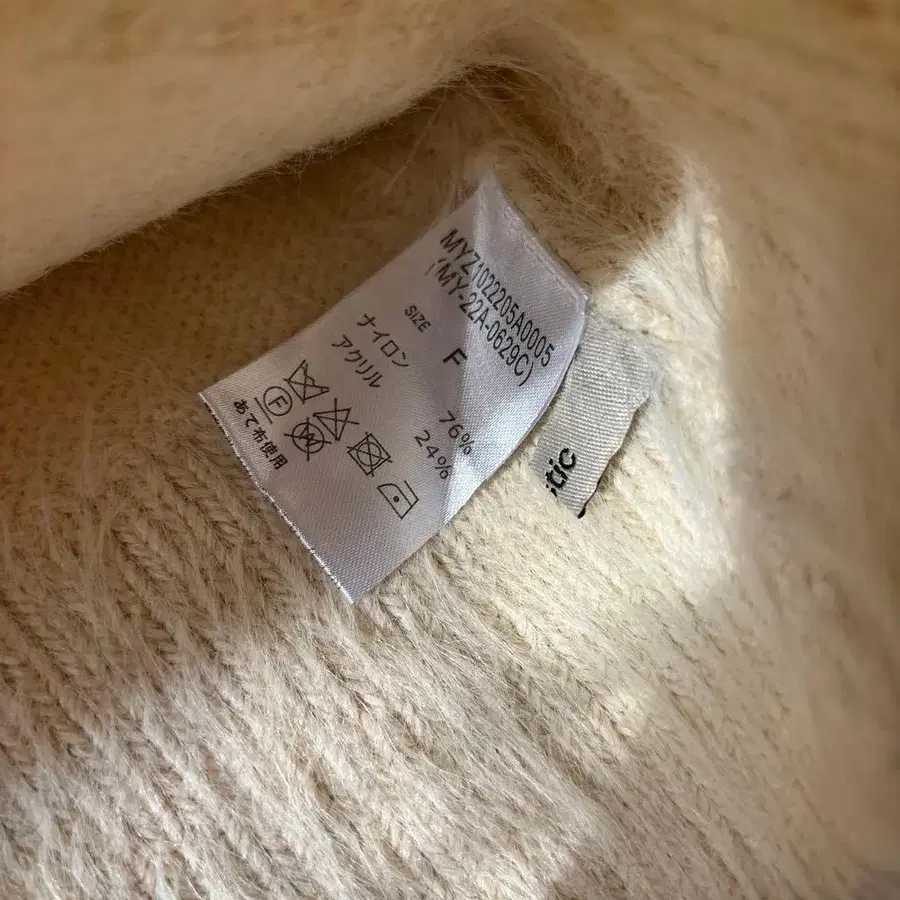 MYZ1022205A0005
(MY-22A-0629C)
SIZE F
ナイロン 76%
アクリル 24%
F W
あて布使用
tic